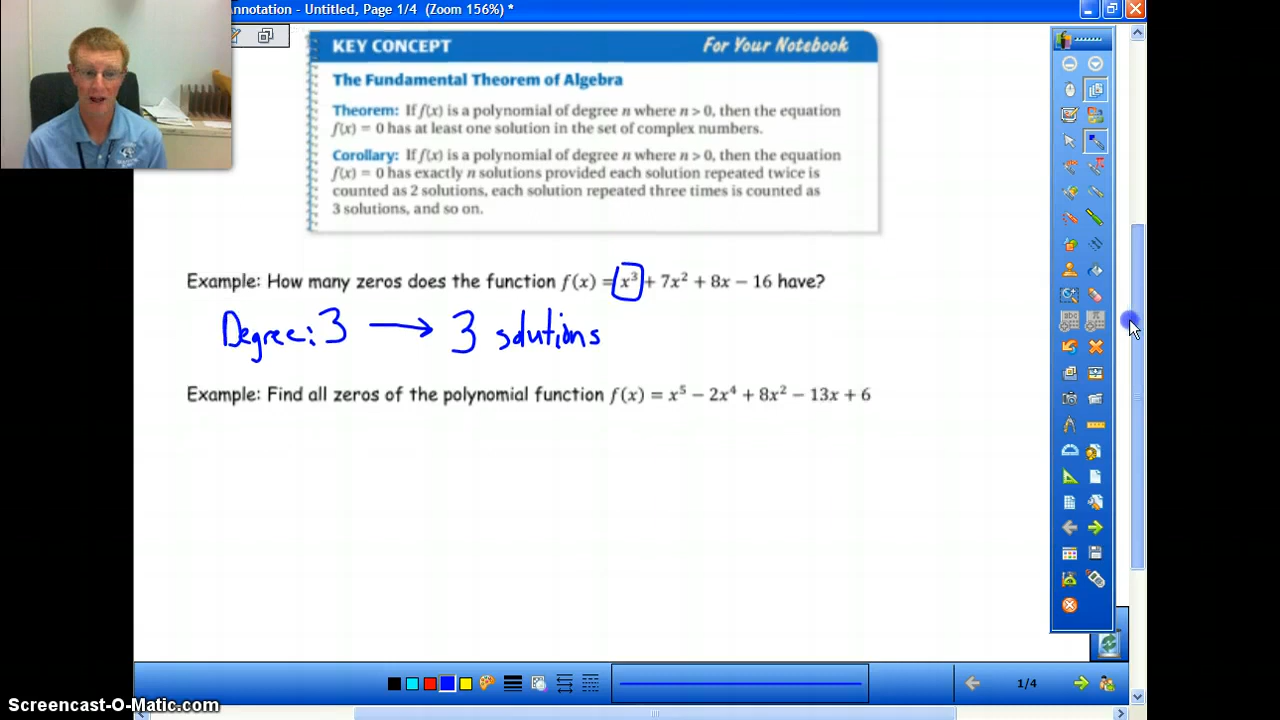 Annotation - Untitled, Page 1/4 (Zoom 156%) *
KEY CONCEPT
For Your Notebook
The Fundamental Theorem of Algebra
Theorem: If f(x) is a polynomial of degree n where n > 0, then the equation
f(x) = 0 has at least one solution in the set of complex numbers.
Corollary: If f(x) is a polynomial of degree n where n > 0, then the equation
f(x) = 0 has exactly n solutions provided each solution repeated twice is
counted as 2 solutions, each solution repeated three times is counted as
3 solutions, and so on.
Example: How many zeros does the function f(x) = x³ + 7x² + 8x − 16 have?
Degree: 3 → 3 solutions
Example: Find all zeros of the polynomial function f(x) = x⁵ − 2x⁴ + 8x² − 13x + 6
1/4
Screencast-O-Matic.com